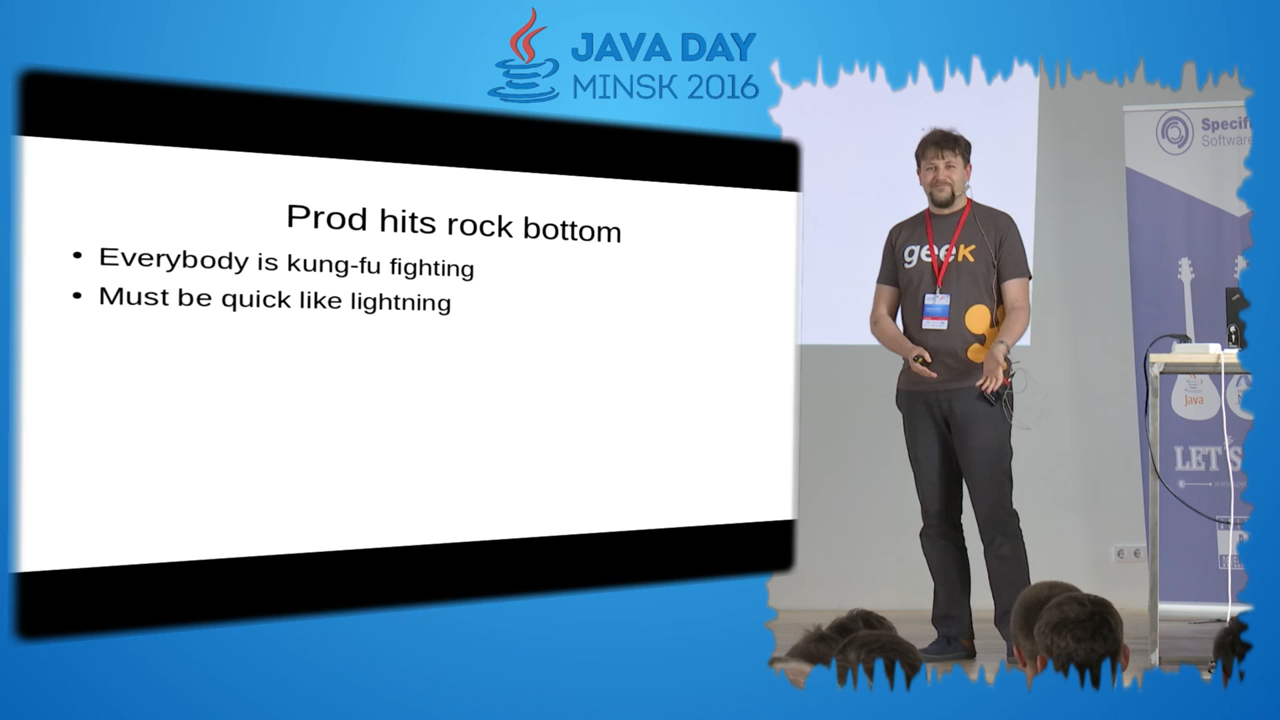 JAVA DAY
MINSK 2016
Prod hits rock bottom
• Everybody is kung-fu fighting
• Must be quick like lightning
geek
Software
Java
LET'S